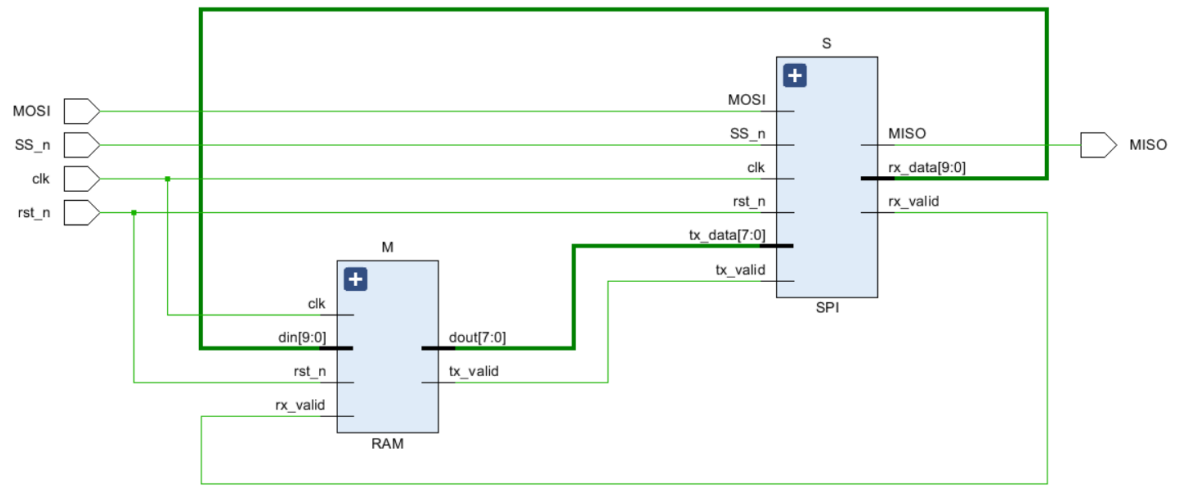 S
MOSI
MOSI
SS_n
SS_n
MISO
MISO
clk
clk
rx_data[9:0]
rst_n
rst_n
rx_valid
tx_data[7:0]
tx_valid
SPI
M
clk
din[9:0]
dout[7:0]
rst_n
tx_valid
rx_valid
RAM